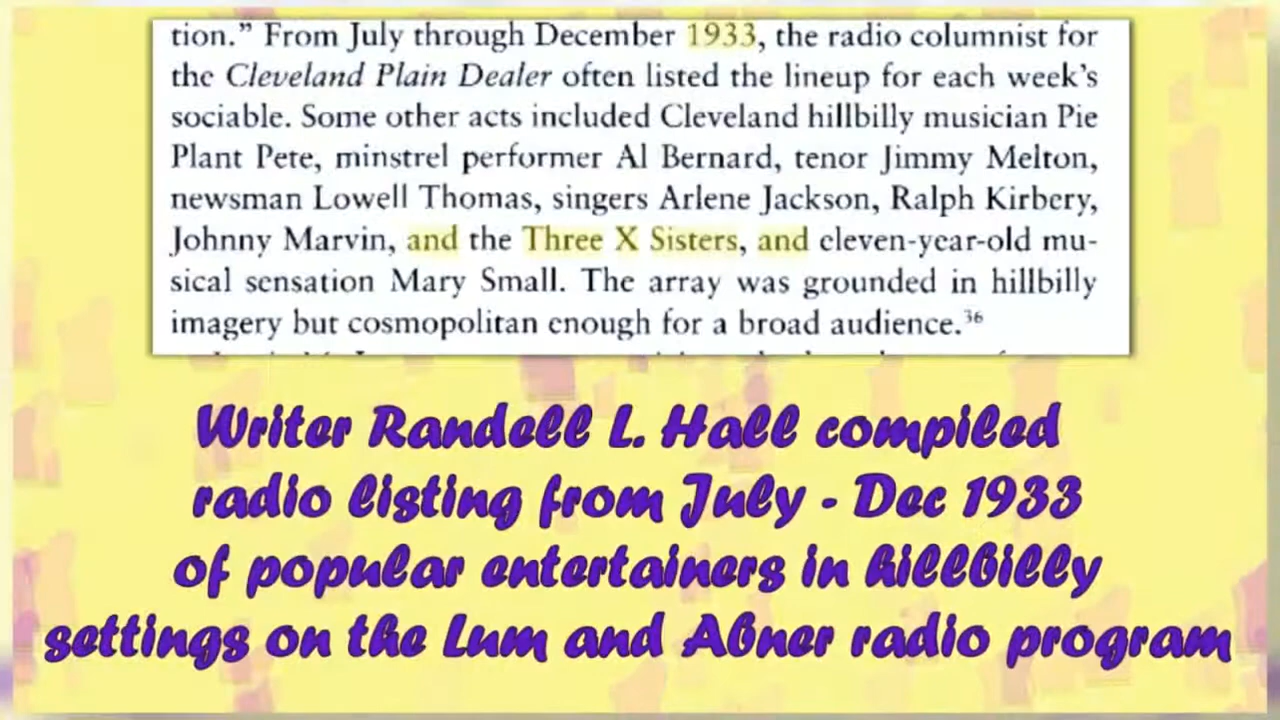 tion.” From July through December 1933, the radio columnist for
the Cleveland Plain Dealer often listed the lineup for each week’s
sociable. Some other acts included Cleveland hillbilly musician Pie
Plant Pete, minstrel performer Al Bernard, tenor Jimmy Melton,
newsman Lowell Thomas, singers Arlene Jackson, Ralph Kirbery,
Johnny Marvin, and the Three X Sisters, and eleven-year-old mu-
sical sensation Mary Small. The array was grounded in hillbilly
imagery but cosmopolitan enough for a broad audience.36
Writer Randell L. Hall compiled
radio listing from July - Dec 1933
of popular entertainers in hillbilly
settings on the Lum and Abner radio program